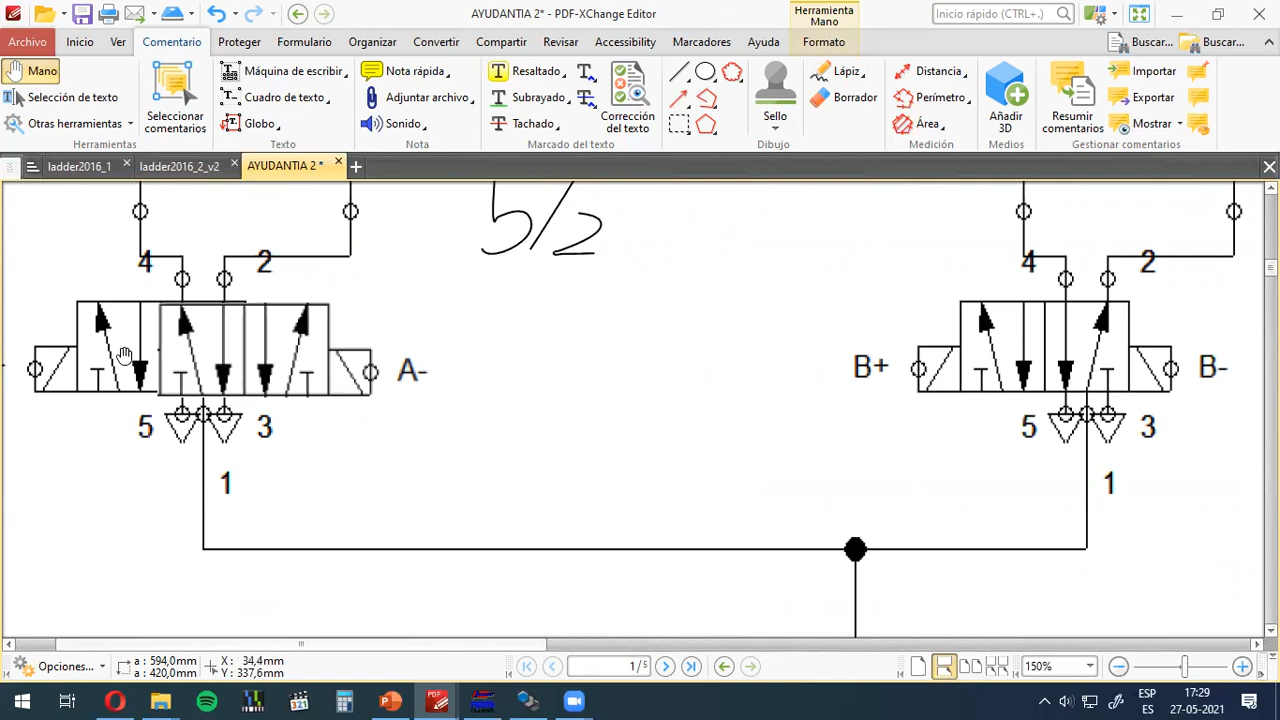 AYUDANTIA 2 * - PDF-XChange Editor
Herramienta
Mano
Inicio rápido (CTRL+.)
Archivo Inicio Ver Comentario Proteger Formulario Organizar Convertir Compartir Revisar Accessibility Marcadores Ayuda Formato Buscar... Buscar...
Mano
Selección de texto
Otras herramientas
Herramientas
Seleccionar
comentarios
Máquina de escribir
Cuadro de texto
Globo
Texto
Nota rápida
Adjuntar archivo
Sonido
Nota
Resaltado
Subrayado
Tachado
Corrección
del texto
Marcado del texto
Lápiz
Borrador
Dibujo
Sello
Distancia
Perímetro
Área
Medición
Añadir
3D
Medios
Resumir
comentarios
Importar
Exportar
Mostrar
Gestionar comentarios
ladder2016_1 ladder2016_2_v2 AYUDANTIA 2 *
5/2
4 2 4 2
A- B+ B-
5 3 5 3
1 1
Opciones...
a : 594,0mm
a : 420,0mm
X : 34,4mm
Y : 337,6mm
1/5
150%
321
ESP
ES
17:29
27-05-2021